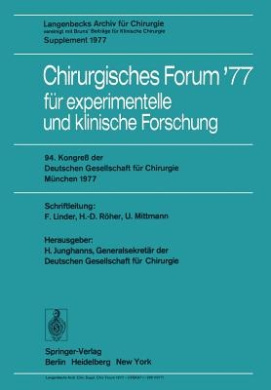 Langenbecks Archiv für Chirurgie
vereinigt mit Bruns' Beiträge für Klinische Chirurgie
Supplement 1977
Chirurgisches Forum '77
für experimentelle
und klinische Forschung
94. Kongreß der
Deutschen Gesellschaft für Chirurgie
München 1977
Schriftleitung:
F. Linder, H.-D. Röher, U. Mittmann
Herausgeber:
H. Junghanns, Generalsekretär der
Deutschen Gesellschaft für Chirurgie
Springer-Verlag
Berlin Heidelberg New York